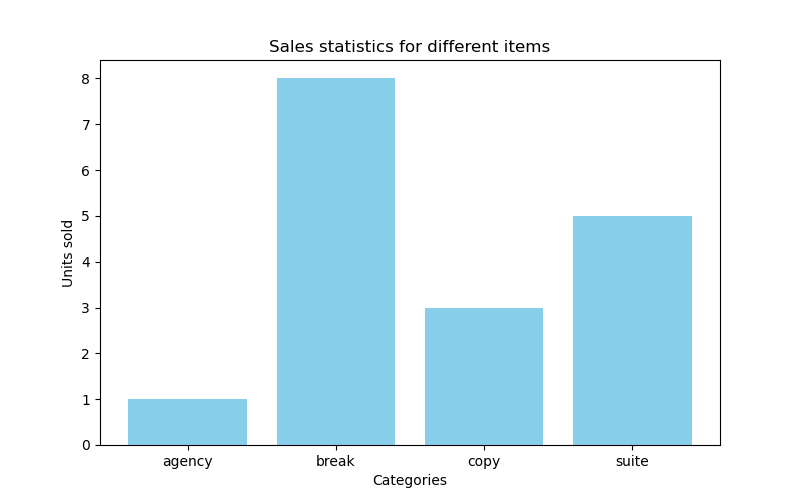 Sales statistics for different items
Units sold
8
7
6
5
4
3
2
1
0
agency break copy suite
Categories